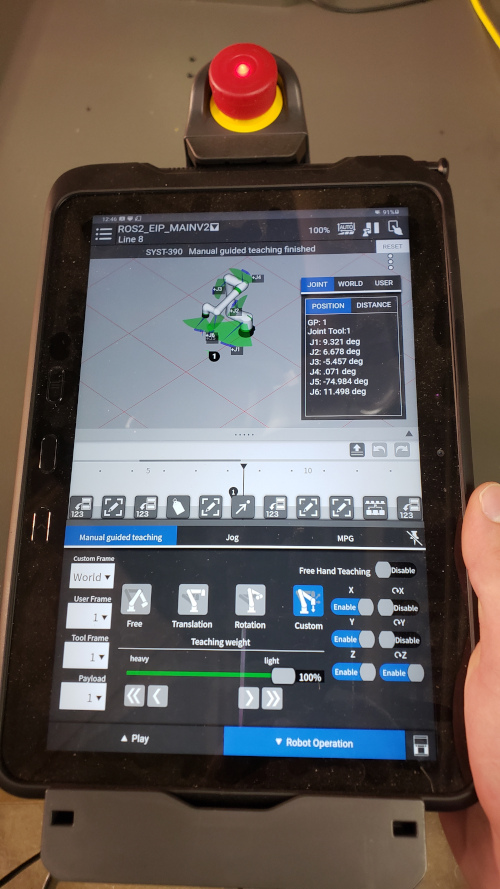 12:46
91%
ROS2_EIP_MAINV2
Line 8
100%
AUTO
SYST-390 Manual guided teaching finished
RESET
+J4
+J3
+J2
+J1
1
JOINT WORLD USER
POSITION DISTANCE
GP: 1
Joint Tool:1
J1: 9.321 deg
J2: 6.678 deg
J3: -5.457 deg
J4: .071 deg
J5: -74.984 deg
J6: 11.498 deg
5 10
1
123 123 123 123
Manual guided teaching Jog MPG
Custom Frame
World
User Frame
1
Tool Frame
1
Payload
1
Free Hand Teaching Disable
Free Translation Rotation Custom
Teaching weight
heavy light
100%
X X
Enable Disable
Y Y
Enable Disable
Z Z
Enable Enable
Play Robot Operation